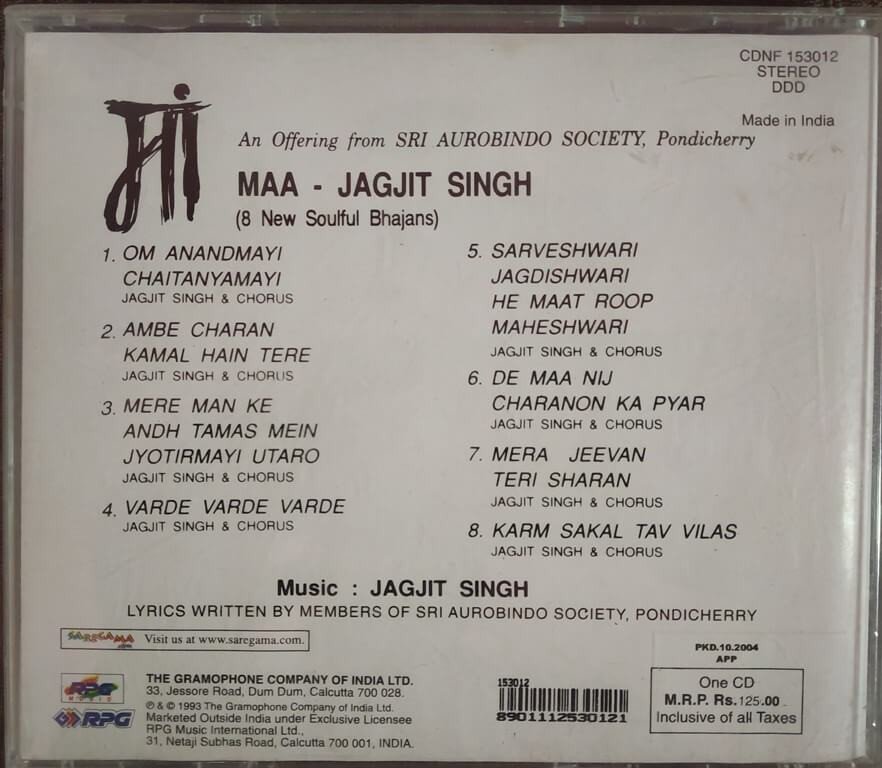 CDNF 153012
STEREO
DDD
Made in India
माँ
An Offering from SRI AUROBINDO SOCIETY, Pondicherry
MAA - JAGJIT SINGH
(8 New Soulful Bhajans)
1. OM ANANDMAYI
CHAITANYAMAYI
JAGJIT SINGH & CHORUS
2. AMBE CHARAN
KAMAL HAIN TERE
JAGJIT SINGH & CHORUS
3. MERE MAN KE
ANDH TAMAS MEIN
JYOTIRMAYI UTARO
JAGJIT SINGH & CHORUS
4. VARDE VARDE VARDE
JAGJIT SINGH & CHORUS
5. SARVESHWARI
JAGDISHWARI
HE MAAT ROOP
MAHESHWARI
JAGJIT SINGH & CHORUS
6. DE MAA NIJ
CHARANON KA PYAR
JAGJIT SINGH & CHORUS
7. MERA JEEVAN
TERI SHARAN
JAGJIT SINGH & CHORUS
8. KARM SAKAL TAV VILAS
JAGJIT SINGH & CHORUS
Music : JAGJIT SINGH
LYRICS WRITTEN BY MEMBERS OF SRI AUROBINDO SOCIETY, PONDICHERRY
SAREGAMA.com Visit us at www.saregama.com.
RPG
MUSIC
RPG
THE GRAMOPHONE COMPANY OF INDIA LTD.
33, Jessore Road, Dum Dum, Calcutta 700 028.
℗ & © 1993 The Gramophone Company of India Ltd.
Marketed Outside India under Exclusive Licensee
RPG Music International Ltd.,
31, Netaji Subhas Road, Calcutta 700 001, INDIA.
153012
8901112530121
PKD.10.2004
APP
One CD
M.R.P. Rs.125.00
Inclusive of all Taxes